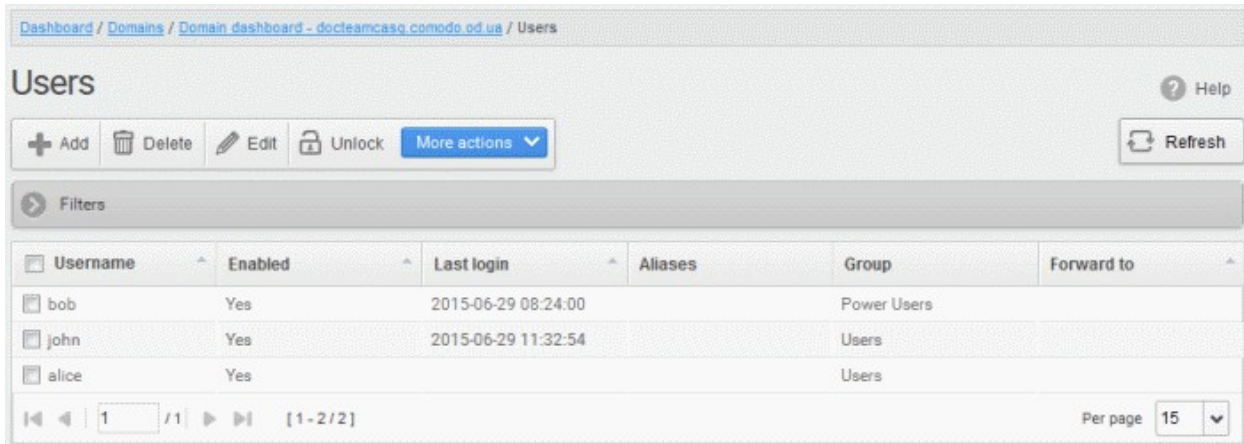 Dashboard / Domains / Domain dashboard - docteamcasg.comodo.od.ua / Users
Users
Help
Add Delete Edit Unlock More actions
Refresh
Filters
Username Enabled Last login Aliases Group Forward to
bob Yes 2015-06-29 08:24:00 Power Users
john Yes 2015-06-29 11:32:54 Users
alice Yes Users
1 / 1 [ 1 - 2 / 2 ] Per page 15